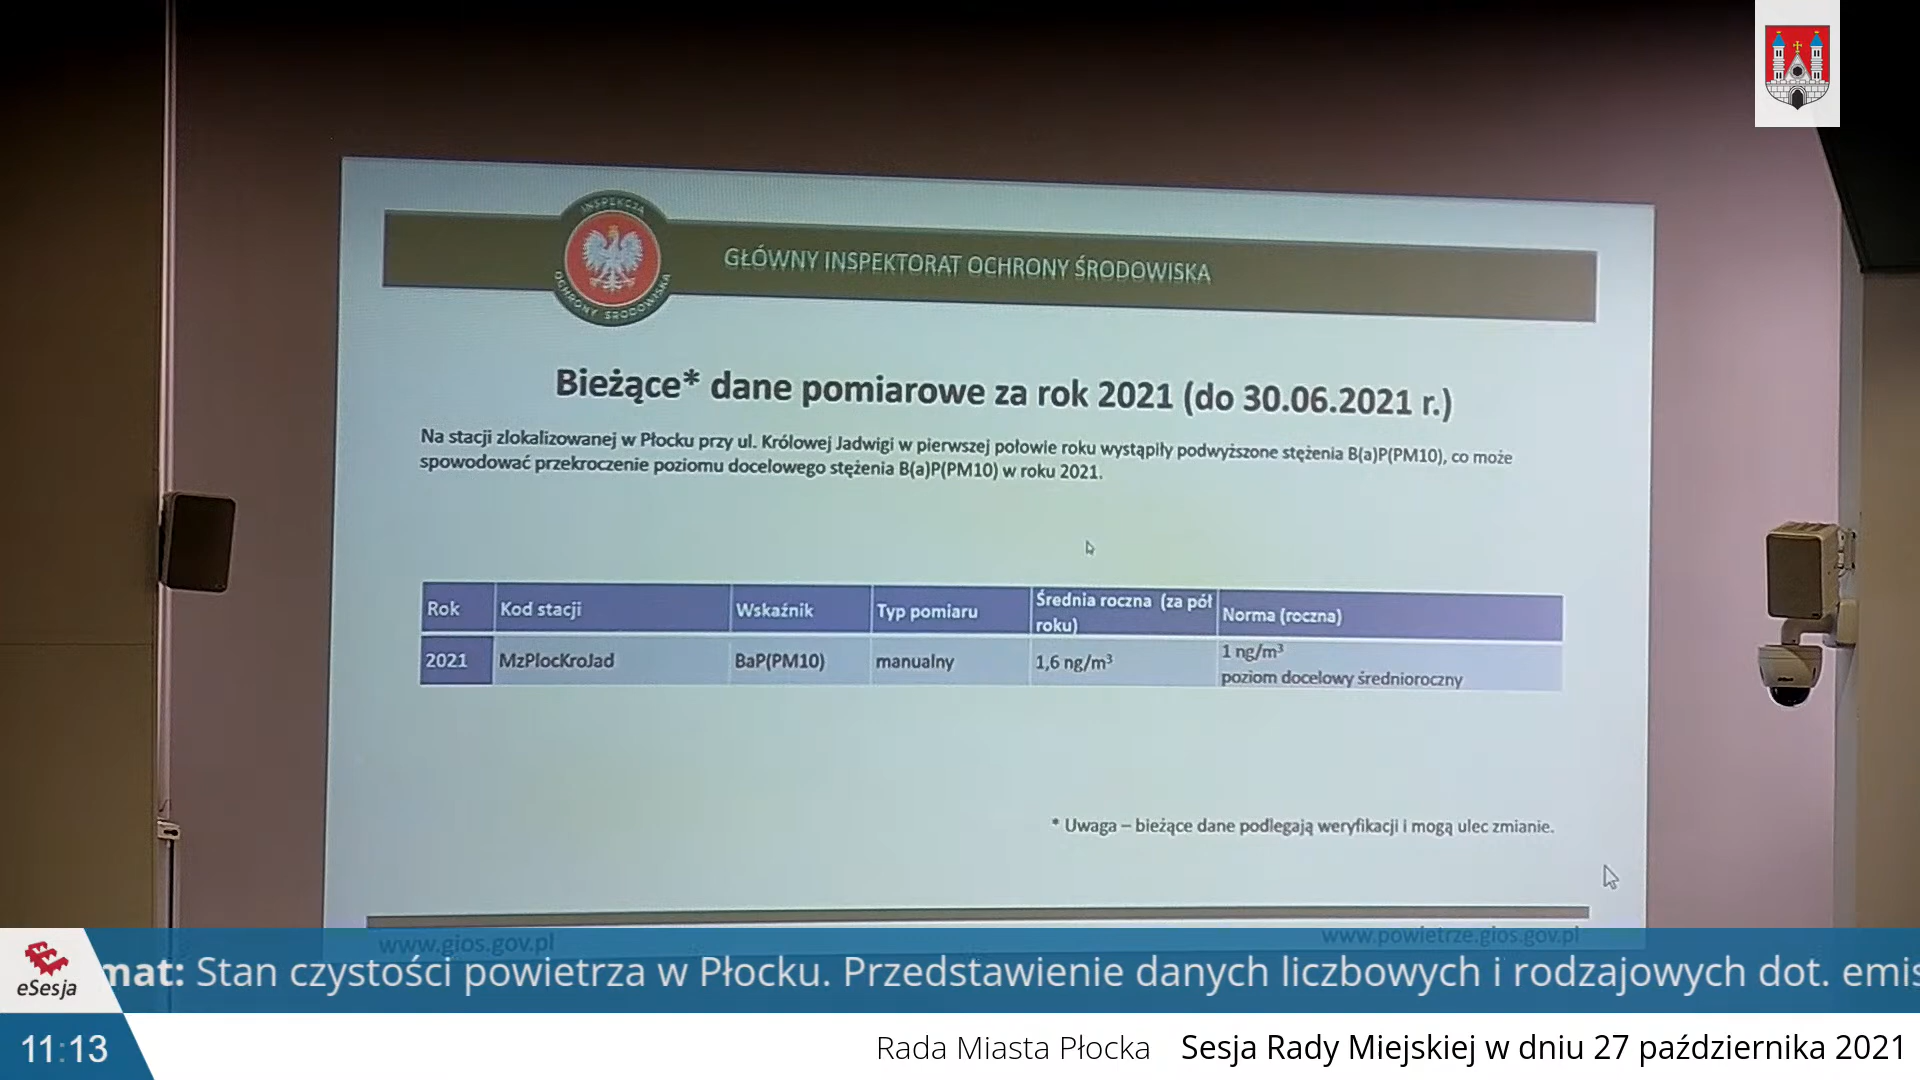 INSPEKCJA
OCHRONY ŚRODOWISKA
GŁÓWNY INSPEKTORAT OCHRONY ŚRODOWISKA
Bieżące* dane pomiarowe za rok 2021 (do 30.06.2021 r.)
Na stacji zlokalizowanej w Płocku przy ul. Królowej Jadwigi w pierwszej połowie roku wystąpiły podwyższone stężenia B(a)P(PM10), co może
spowodować przekroczenie poziomu docelowego stężenia B(a)P(PM10) w roku 2021.
Rok Kod stacji Wskaźnik Typ pomiaru Średnia roczna (za pół roku) Norma (roczna)
2021 MzPlocKroJad BaP(PM10) manualny 1,6 ng/m³ 1 ng/m³
poziom docelowy średnioroczny
* Uwaga – bieżące dane podlegają weryfikacji i mogą ulec zmianie.
www.gios.gov.pl www.powietrze.gios.gov.pl
eSesja
mat: Stan czystości powietrza w Płocku. Przedstawienie danych liczbowych i rodzajowych dot. emis
11:13
Rada Miasta Płocka Sesja Rady Miejskiej w dniu 27 października 2021